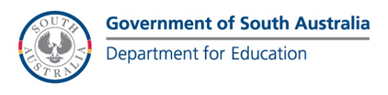 SOUTH
AUSTRALIA
Government of South Australia
Department for Education